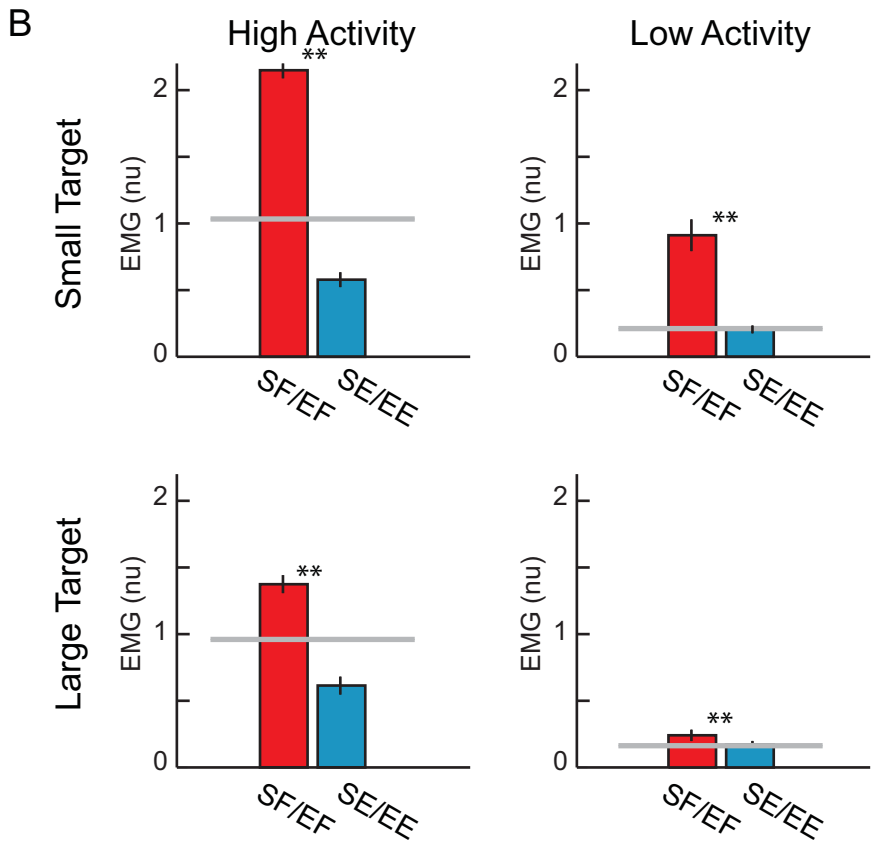 B
High Activity
Low Activity
Small Target
EMG (nu)
2
1
0
**
SF/EF
SE/EE
EMG (nu)
2
1
0
**
SF/EF
SE/EE
Large Target
EMG (nu)
2
1
0
**
SF/EF
SE/EE
EMG (nu)
2
1
0
**
SF/EF
SE/EE